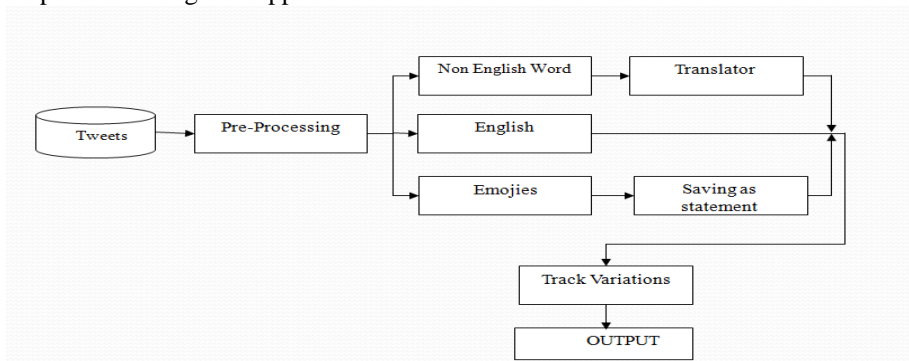 Non English Word
Translator
Tweets
Pre-Processing
English
Emojies
Saving as
statement
Track Variations
OUTPUT